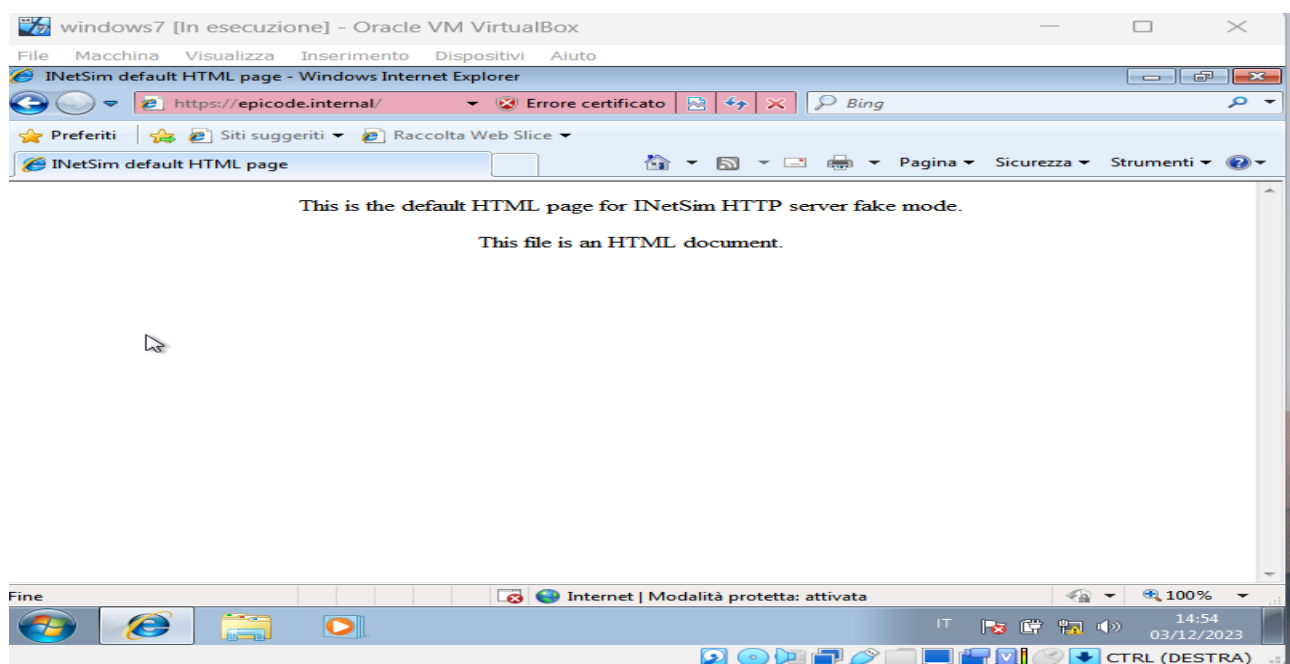 windows7 [In esecuzione] - Oracle VM VirtualBox
File Macchina Visualizza Inserimento Dispositivi Aiuto
INetSim default HTML page - Windows Internet Explorer
https://epicode.internal/ Errore certificato Bing
Preferiti Siti suggeriti Raccolta Web Slice
INetSim default HTML page Pagina Sicurezza Strumenti
This is the default HTML page for INetSim HTTP server fake mode.
This file is an HTML document.
Fine Internet | Modalità protetta: attivata 100%
IT 14:54
03/12/2023
CTRL (DESTRA)